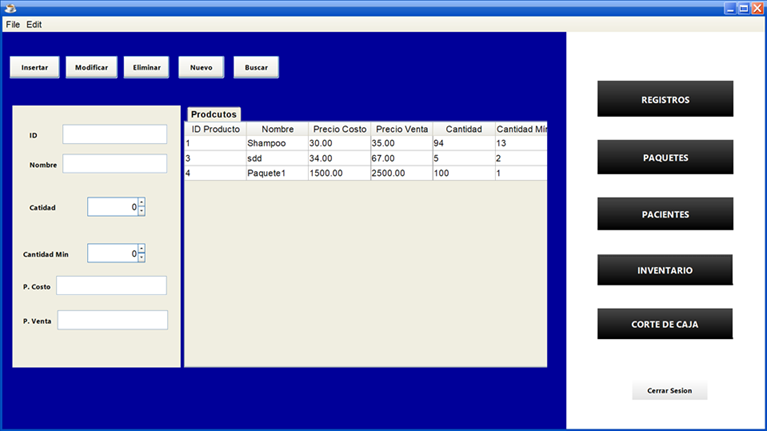 File Edit
Insertar Modificar Eliminar Nuevo Buscar
REGISTROS
PAQUETES
PACIENTES
INVENTARIO
CORTE DE CAJA
Cerrar Sesion
ID
Nombre
Catidad 0
Cantidad Min 0
P. Costo
P. Venta
Prodcutos
ID Producto Nombre Precio Costo Precio Venta Cantidad Cantidad Mín
1 Shampoo 30.00 35.00 94 13
3 sdd 34.00 67.00 5 2
4 Paquete1 1500.00 2500.00 100 1